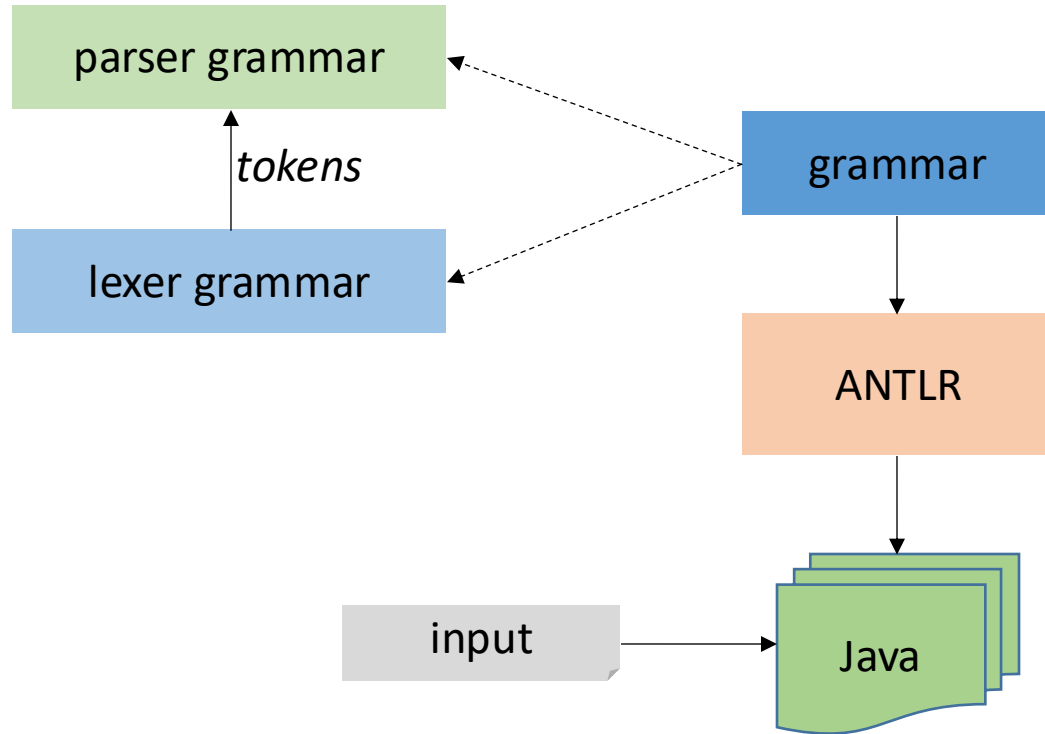 parser grammar
tokens
grammar
lexer grammar
ANTLR
input
Java